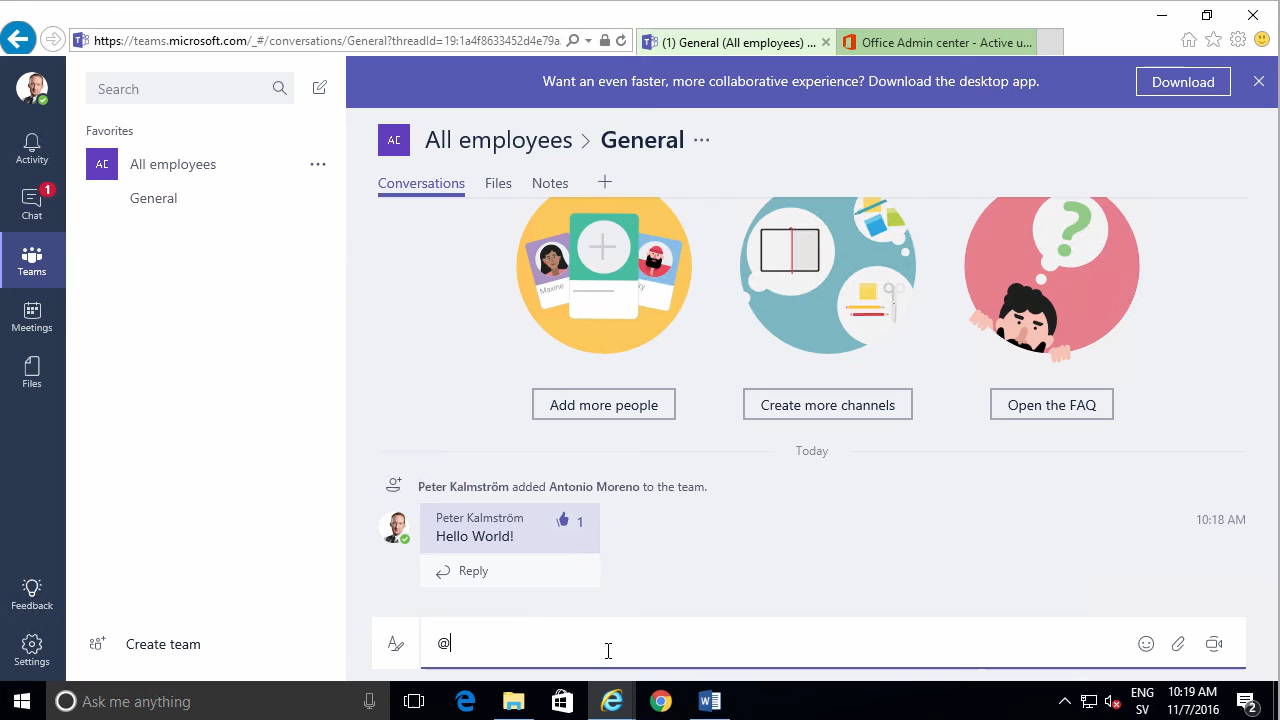 https://teams.microsoft.com/_#/conversations/General?threadId=19:1a4f8633452d4e79a.
(1) General (All employees) ...
Office Admin center - Active u...
Search
Want an even faster, more collaborative experience? Download the desktop app.
Download
Favorites
AE
All employees
General
Activity
1
Chat
Teams
Meetings
Files
Feedback
Settings
Create team
AE
All employees > General
Conversations
Files
Notes
Maxine
Add more people
Create more channels
Open the FAQ
Today
Peter Kalmström added Antonio Moreno to the team.
Peter Kalmström
1
Hello World!
10:18 AM
Reply
@
Ask me anything
ENG
SV
10:19 AM
11/7/2016
2